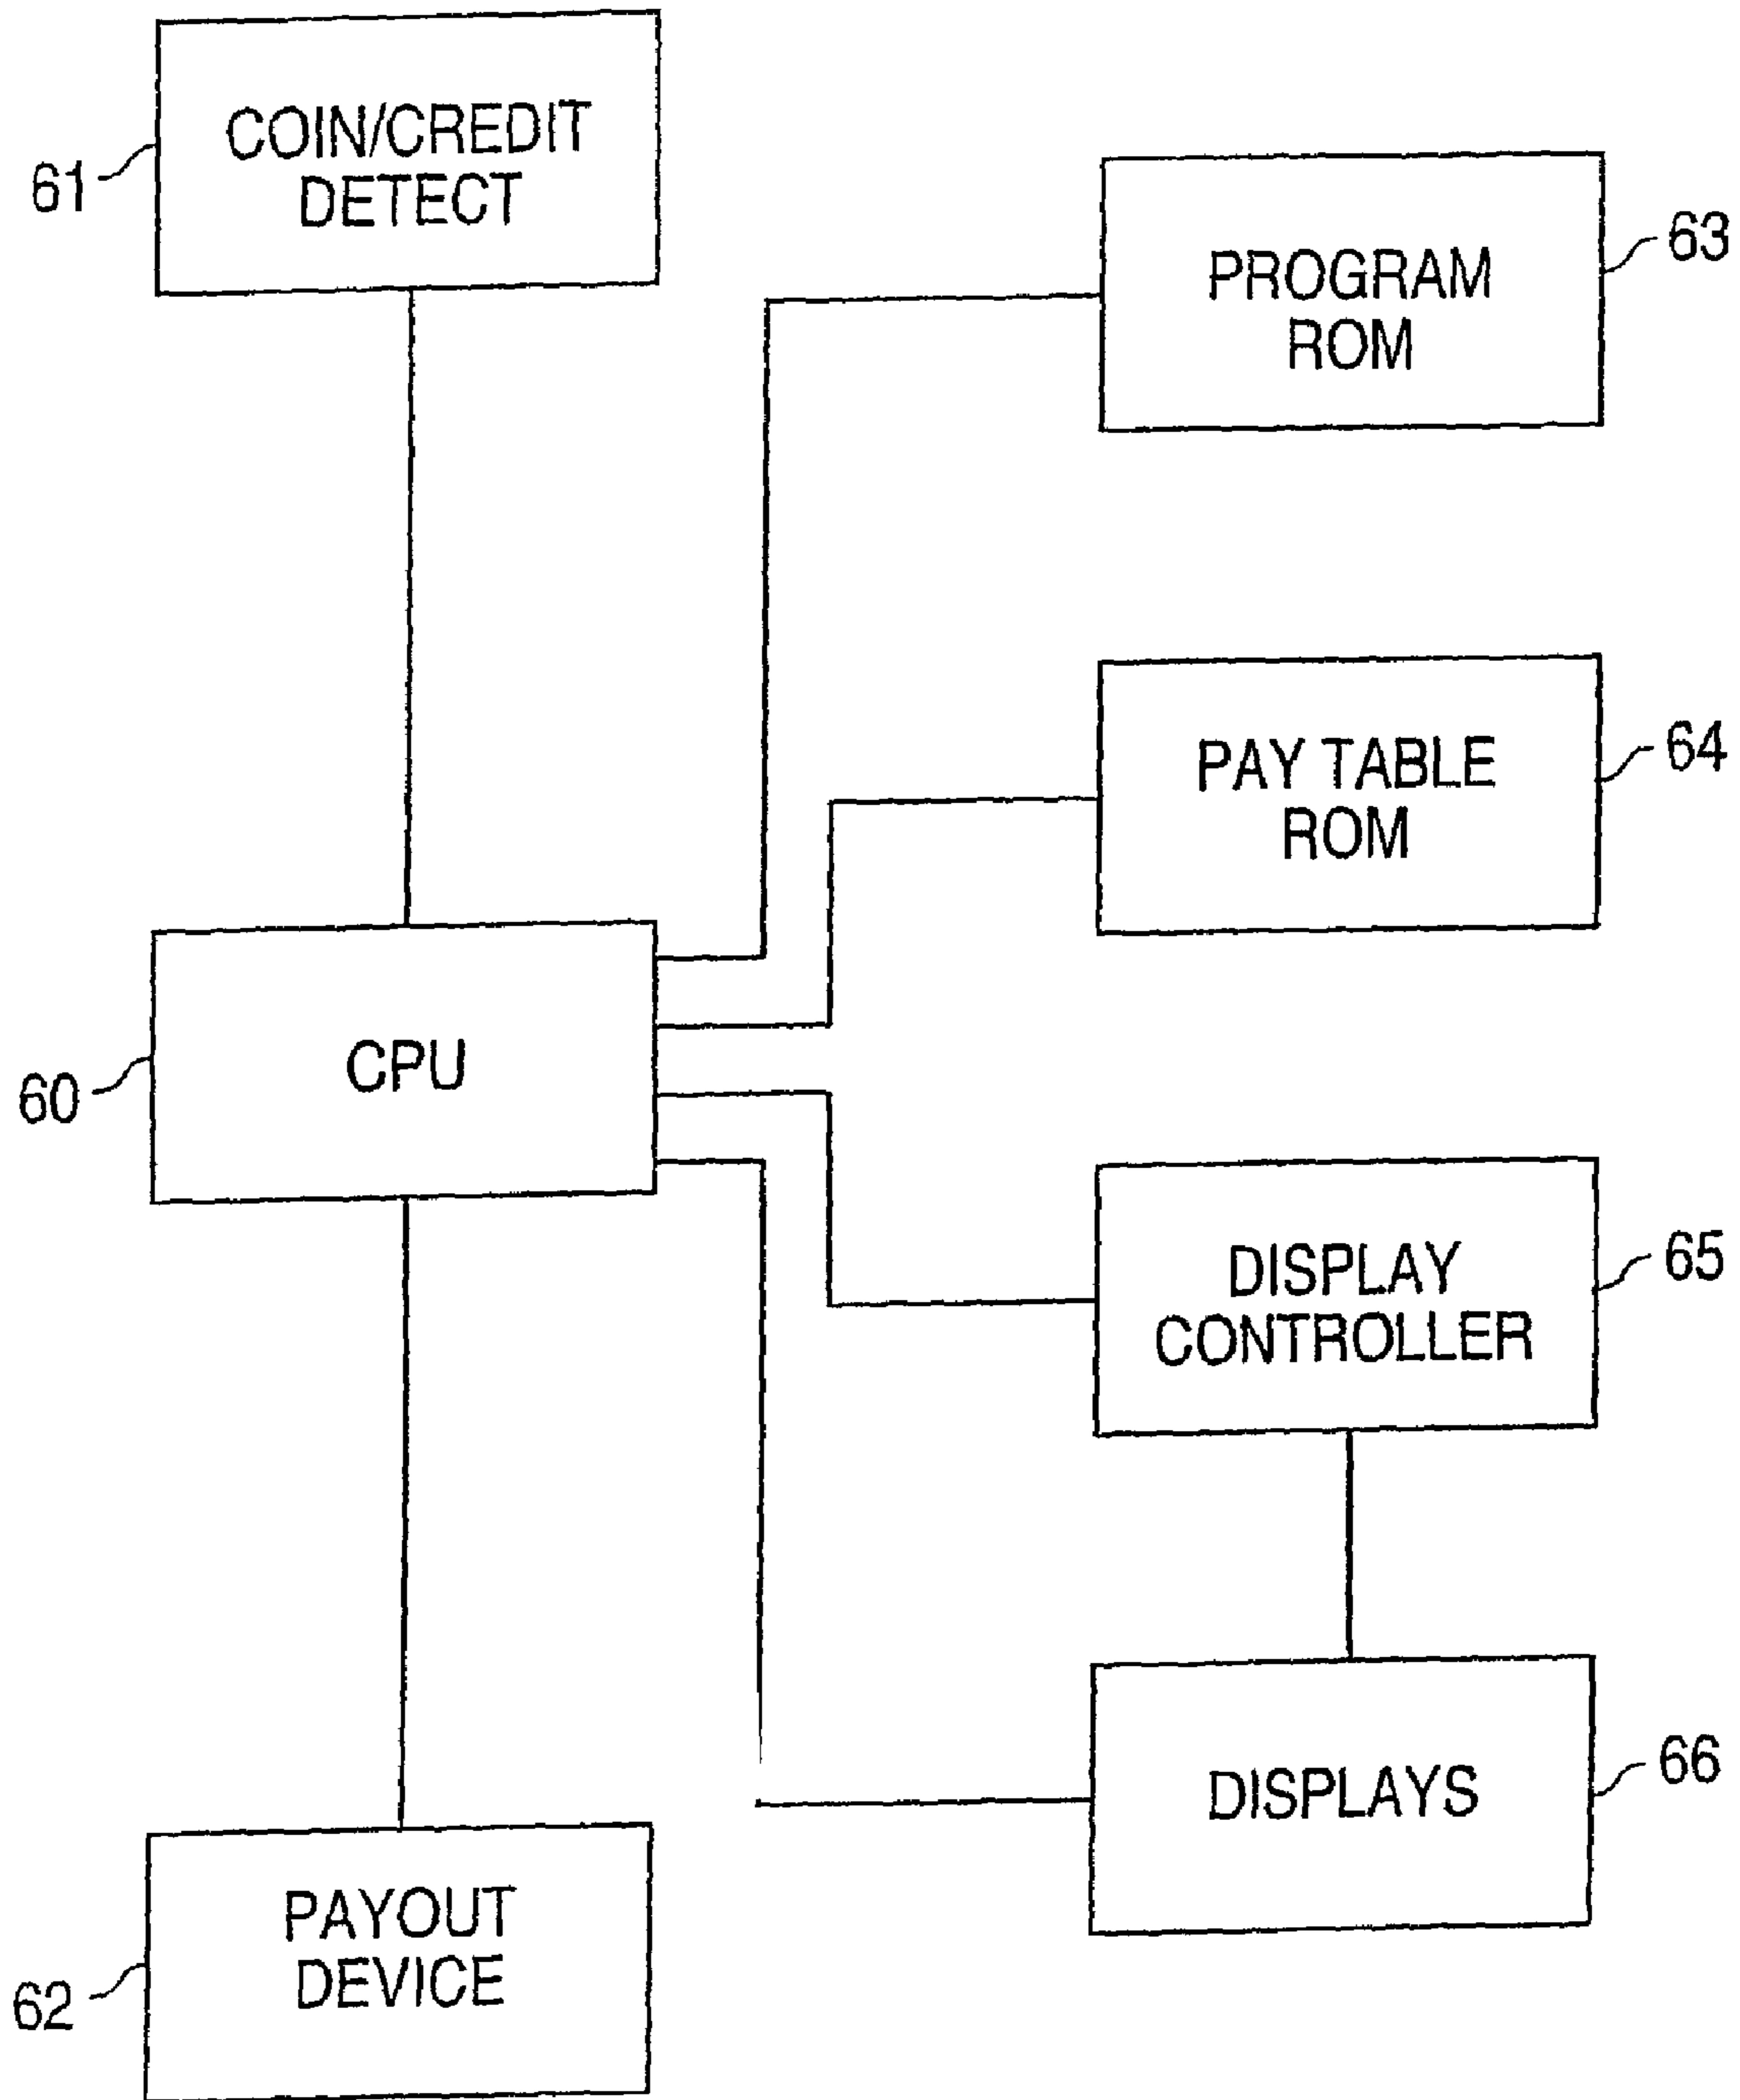 COIN/CREDIT
DETECT
61
PROGRAM
ROM
63
PAY TABLE
ROM
64
CPU
60
DISPLAY
CONTROLLER
65
DISPLAYS
66
PAYOUT
DEVICE
62